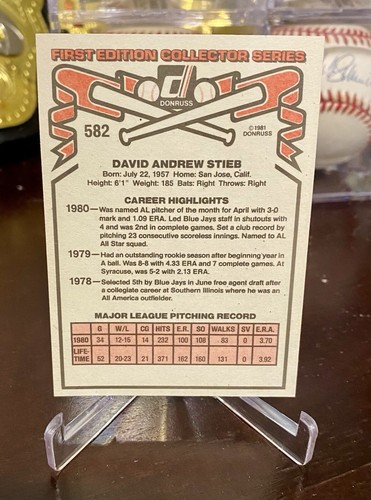 FIRST EDITION COLLECTOR SERIES
d
DONRUSS
582
© 1981
DONRUSS
DAVID ANDREW STIEB
Born: July 22, 1957 Home: San Jose, Calif.
Height: 6'1" Weight: 185 Bats: Right Throws: Right
CAREER HIGHLIGHTS
1980—Was named AL pitcher of the month for April with 3-0
mark and 1.09 ERA. Led Blue Jays staff in shutouts with
4 and was 2nd in complete games. Set a club record by
pitching 23 consecutive scoreless innings. Named to AL
All Star squad.
1979—Had an outstanding rookie season after beginning year in
A ball. Was 8-8 with 4.33 ERA and 7 complete games. At
Syracuse, was 5-2 with 2.13 ERA.
1978—Selected 5th by Blue Jays in June free agent draft after
a collegiate career at Southern Illinois where he was an
All America outfielder.
MAJOR LEAGUE PITCHING RECORD
G W/L CG HITS E.R. SO WALKS SV E.R.A.
1980 34 12-15 14 232 100 108 83 0 3.70
LIFE-
TIME 52 20-23 21 371 162 160 131 0 3.92